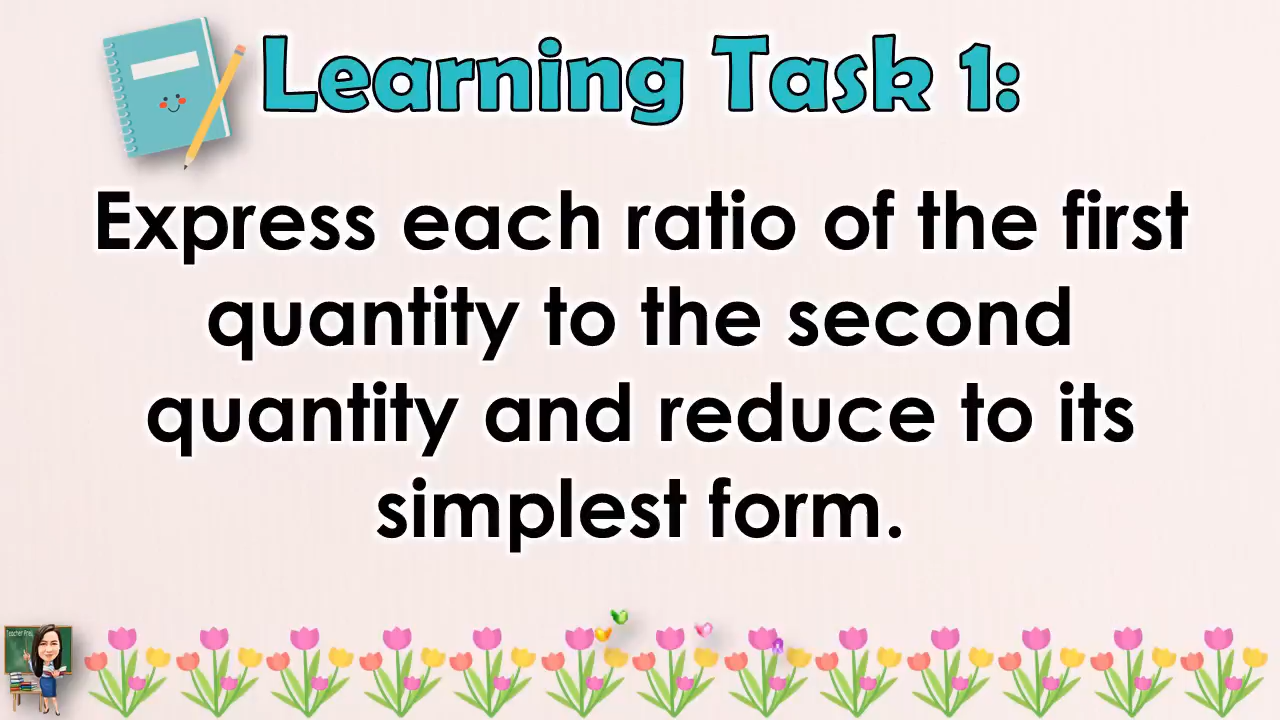 Learning Task 1:
Express each ratio of the first
quantity to the second
quantity and reduce to its
simplest form.